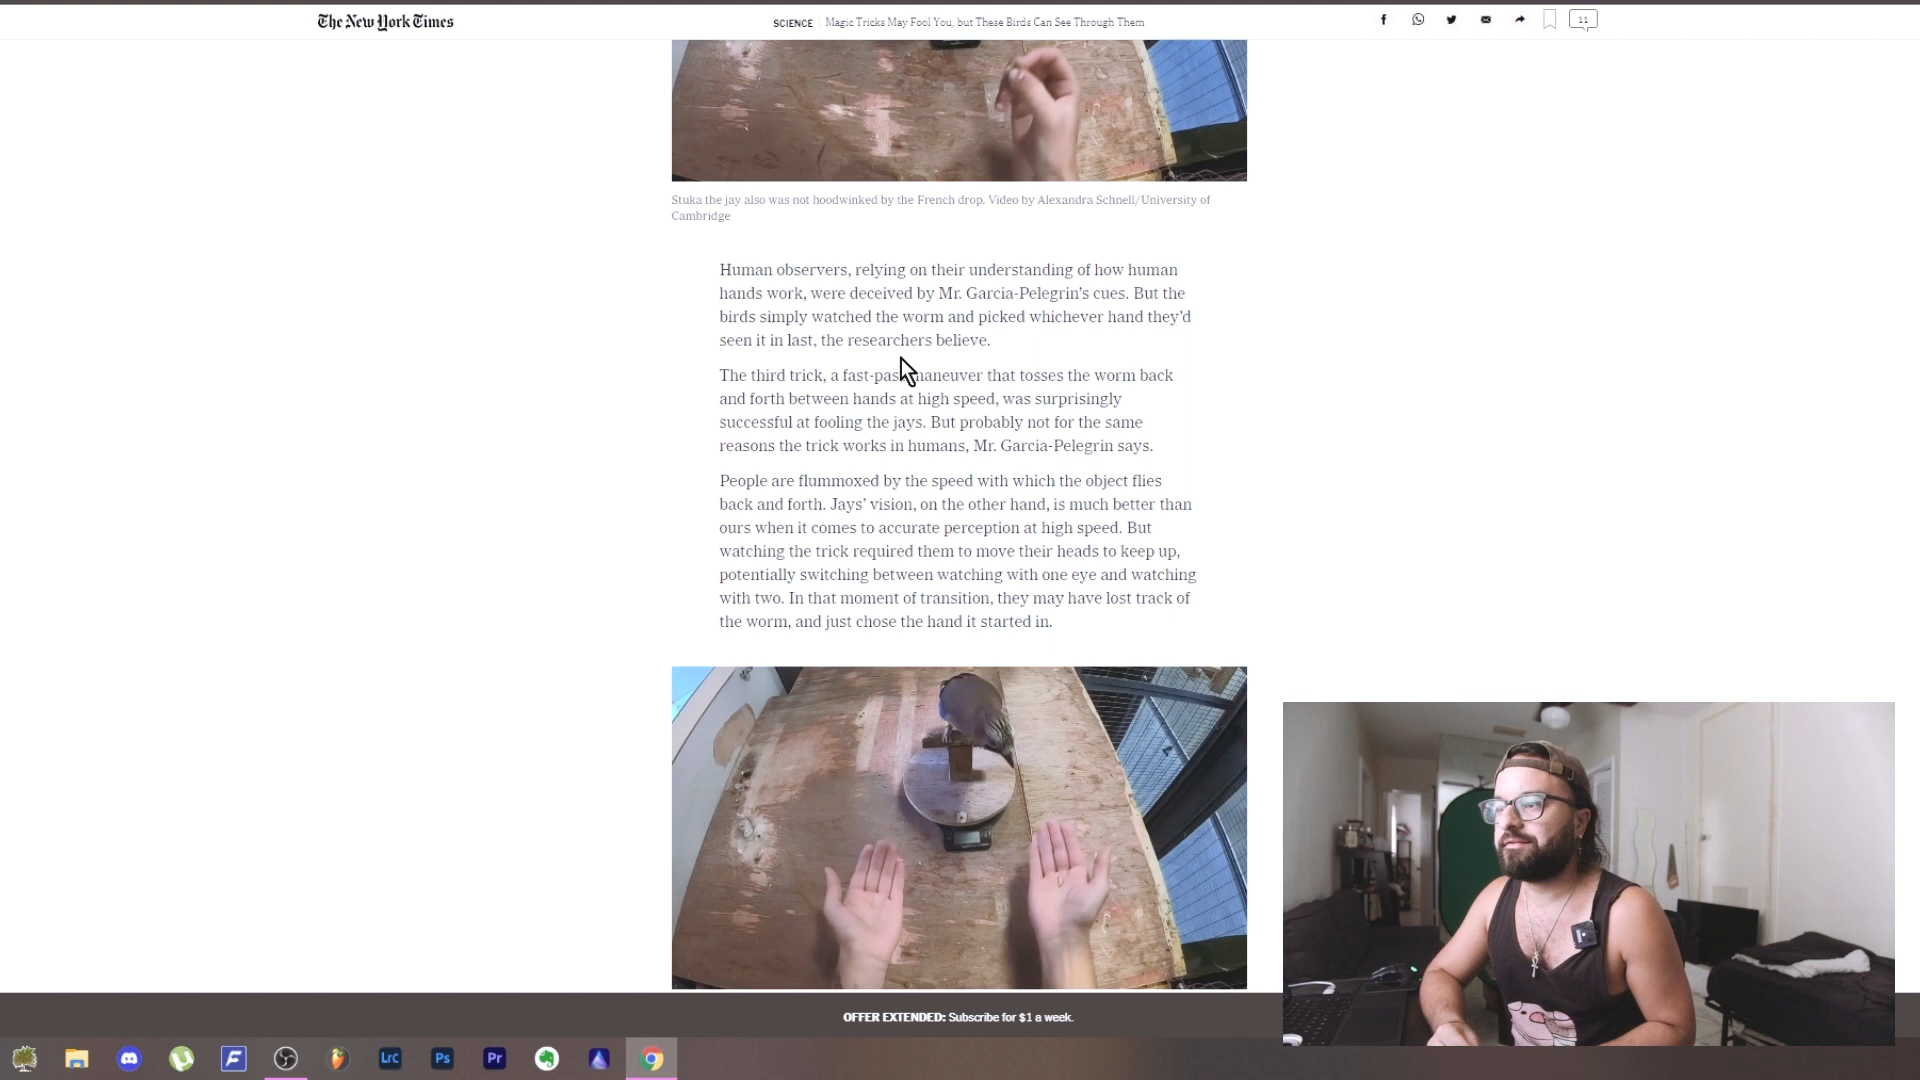 The New York Times
SCIENCE Magic Tricks May Fool You, but These Birds Can See Through Them
11
Stuka the jay also was not hoodwinked by the French drop. Video by Alexandra Schnell/University of
Cambridge
Human observers, relying on their understanding of how human
hands work, were deceived by Mr. Garcia-Pelegrin's cues. But the
birds simply watched the worm and picked whichever hand they'd
seen it in last, the researchers believe.
The third trick, a fast-pass maneuver that tosses the worm back
and forth between hands at high speed, was surprisingly
successful at fooling the jays. But probably not for the same
reasons the trick works in humans, Mr. Garcia-Pelegrin says.
People are flummoxed by the speed with which the object flies
back and forth. Jays' vision, on the other hand, is much better than
ours when it comes to accurate perception at high speed. But
watching the trick required them to move their heads to keep up,
potentially switching between watching with one eye and watching
with two. In that moment of transition, they may have lost track of
the worm, and just chose the hand it started in.
OFFER EXTENDED: Subscribe for $1 a week.
Lrc Ps Pr